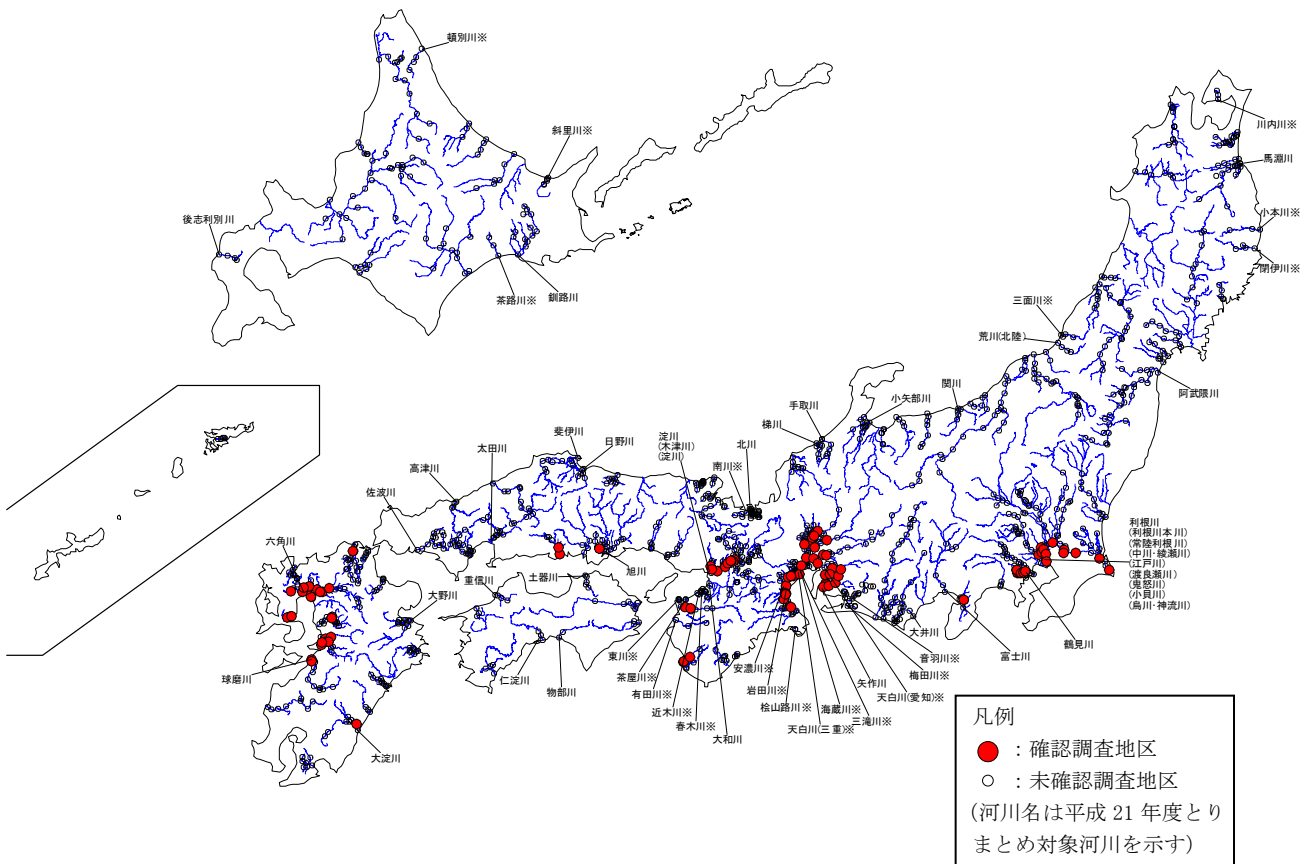 頓別川※
斜里川※
後志利別川
茶路川※
釧路川
川内川※
馬淵川
小本川※
閉伊川※
三面川※
荒川(北陸)
阿武隈川
関川
小矢部川
手取川
梯川
北川
南川※
淀川
(木津川)
(淀川)
日野川
斐伊川
太田川
高津川
佐波川
六角川
大野川
球磨川
大淀川
重信川
土器川
旭川
仁淀川
物部川
東川※
茶屋川※
有田川※
近木川※
春木川※
大和川
安濃川※
岩田川※
桧山路川※
天白川(三重)※
海蔵川※
三滝川※
矢作川
天白川(愛知)※
梅田川※
音羽川※
大井川
富士川
鶴見川
利根川
(利根川本川)
(常陸利根川)
(中川・綾瀬川)
(江戸川)
(渡良瀬川)
(鬼怒川)
(小貝川)
(烏川・神流川)
凡例
：確認調査地区
：未確認調査地区
(河川名は平成 21 年度とり
まとめ対象河川を示す)